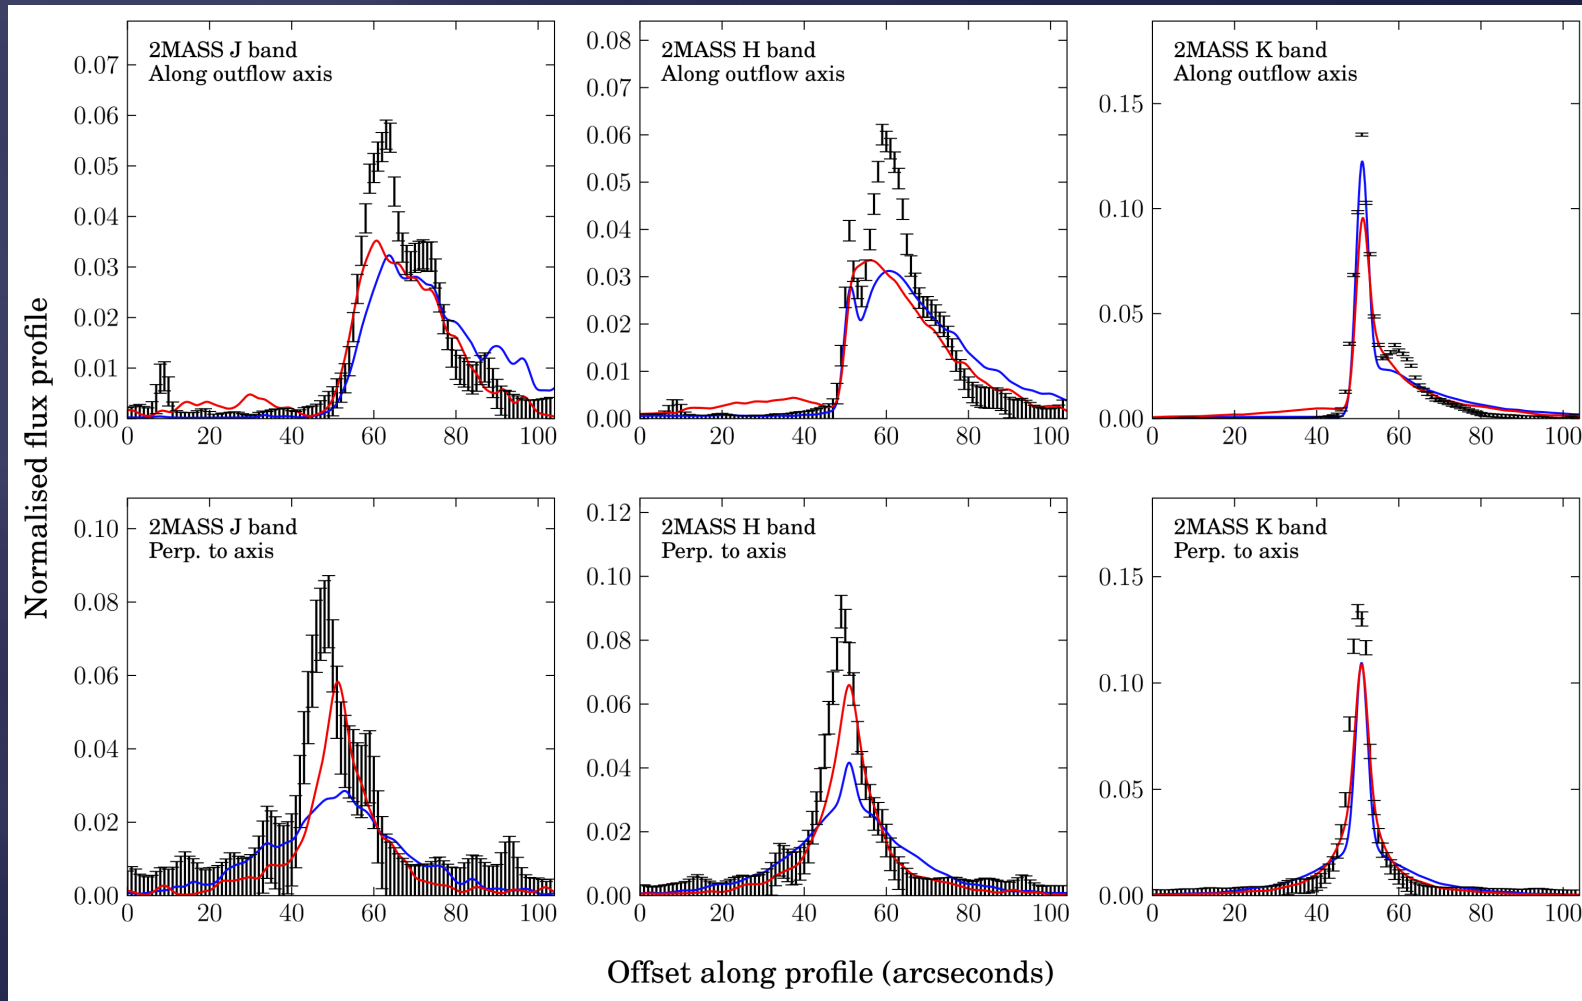 Normalised flux profile
2MASS J band
Along outflow axis
0.07
0.06
0.05
0.04
0.03
0.02
0.01
0.00
0 20 40 60 80 100
2MASS H band
Along outflow axis
0.08
0.07
0.06
0.05
0.04
0.03
0.02
0.01
0.00
0 20 40 60 80 100
2MASS K band
Along outflow axis
0.15
0.10
0.05
0.00
0 20 40 60 80 100
2MASS J band
Perp. to axis
0.10
0.08
0.06
0.04
0.02
0.00
0 20 40 60 80 100
2MASS H band
Perp. to axis
0.12
0.10
0.08
0.06
0.04
0.02
0.00
0 20 40 60 80 100
2MASS K band
Perp. to axis
0.15
0.10
0.05
0.00
0 20 40 60 80 100
Offset along profile (arcseconds)